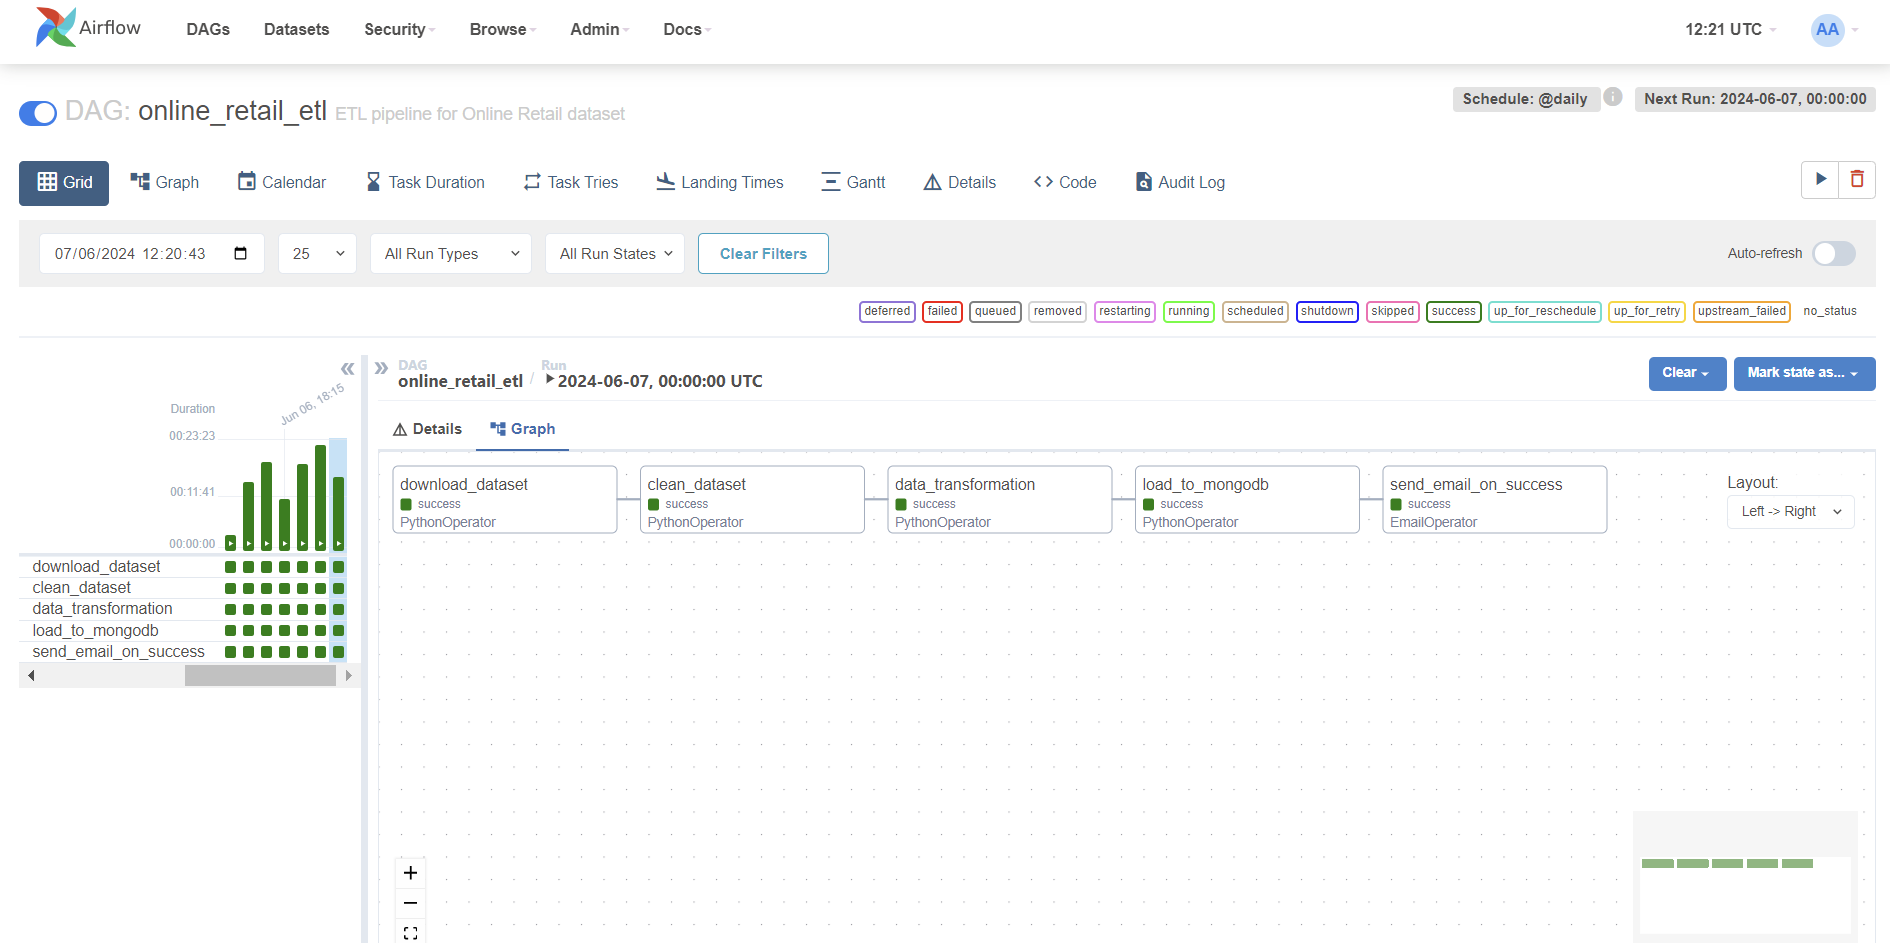 Airflow DAGs Datasets Security Browse Admin Docs 12:21 UTC AA
DAG: online_retail_etl ETL pipeline for Online Retail dataset
Schedule: @daily Next Run: 2024-06-07, 00:00:00
Grid Graph Calendar Task Duration Task Tries Landing Times Gantt Details Code Audit Log
07/06/2024 12:20:43 25 All Run Types All Run States Clear Filters Auto-refresh
deferred failed queued removed restarting running scheduled shutdown skipped success up_for_reschedule up_for_retry upstream_failed no_status
DAG Run
online_retail_etl / 2024-06-07, 00:00:00 UTC
Clear Mark state as...
Details Graph
Jun 06, 18:15
Duration
00:23:23
00:11:41
00:00:00
download_dataset
clean_dataset
data_transformation
load_to_mongodb
send_email_on_success
download_dataset
success
PythonOperator
clean_dataset
success
PythonOperator
data_transformation
success
PythonOperator
load_to_mongodb
success
PythonOperator
send_email_on_success
success
EmailOperator
Layout:
Left -> Right